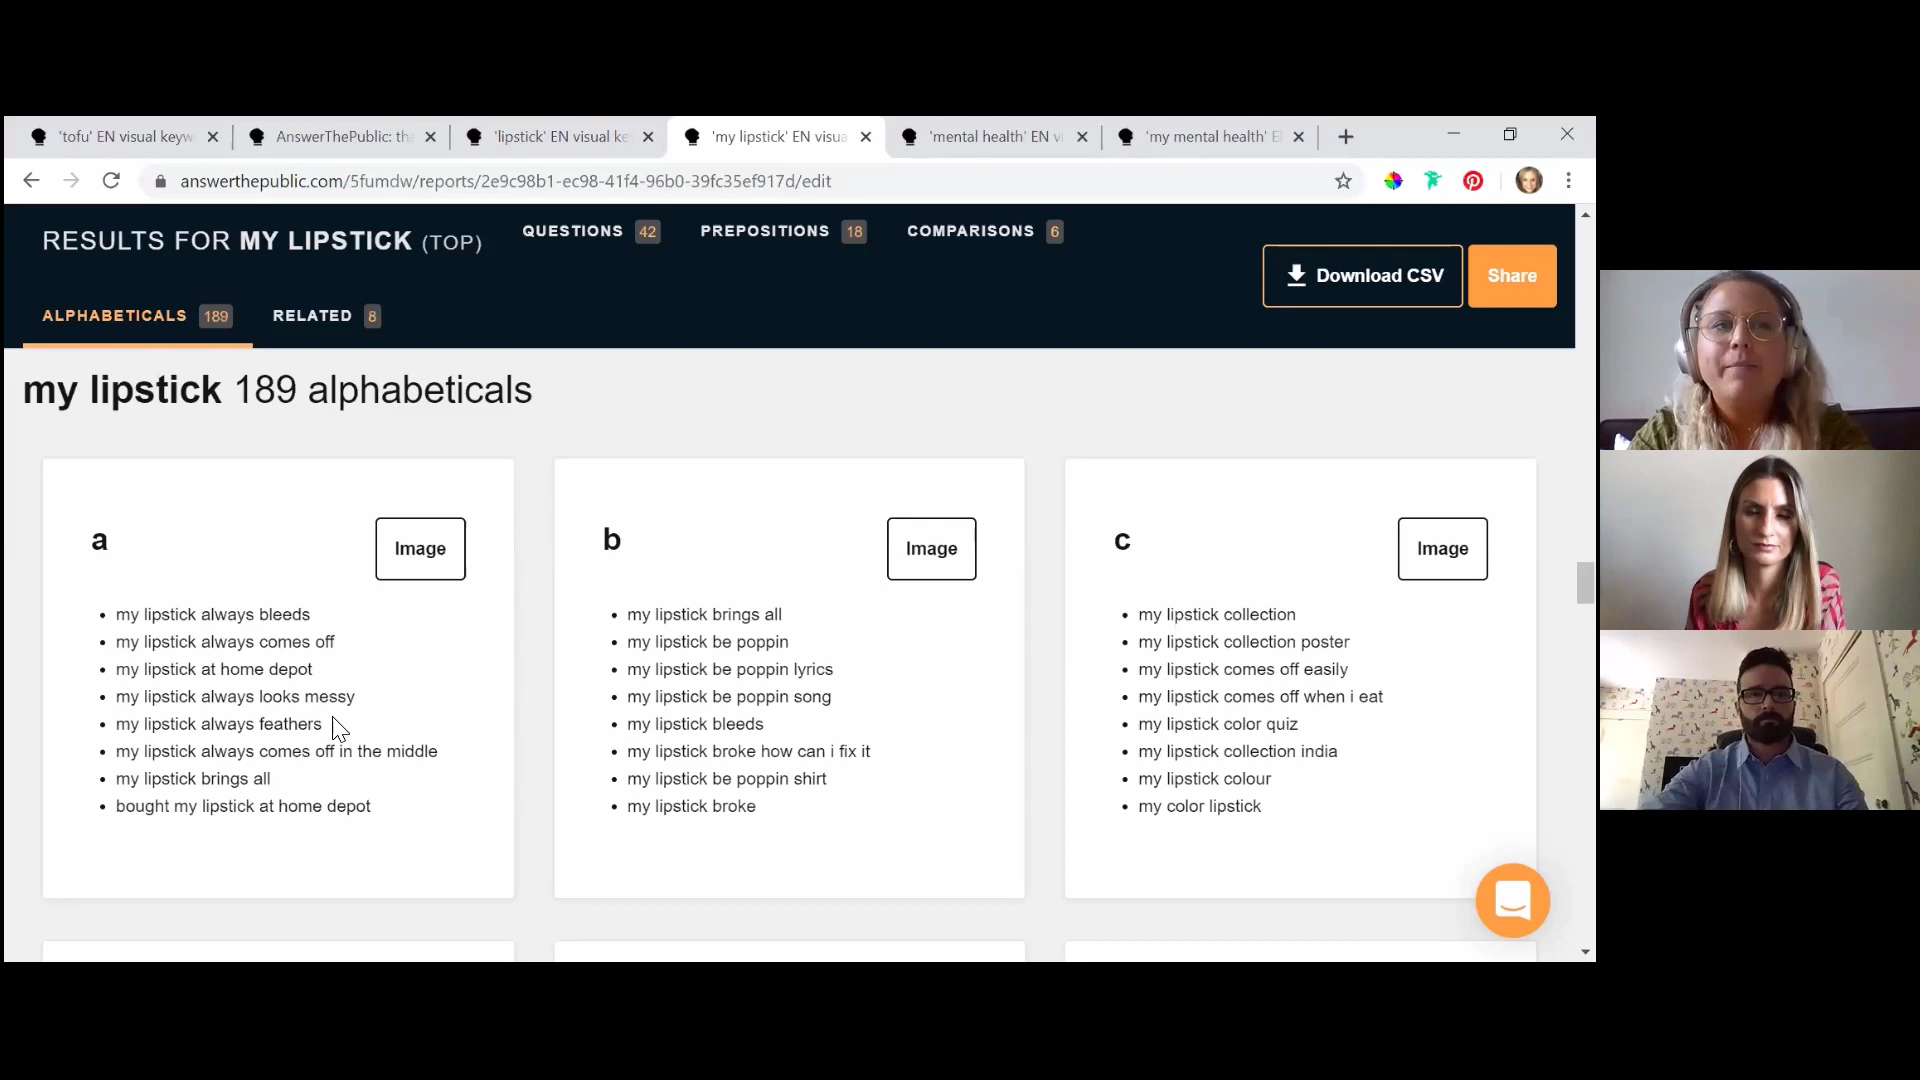 'tofu' EN visual keyw
AnswerThePublic: th
'lipstick' EN visual ke
'my lipstick' EN visua
'mental health' EN vi
'my mental health' E
answerthepublic.com/5fumdw/reports/2e9c98b1-ec98-41f4-96b0-39fc35ef917d/edit
RESULTS FOR MY LIPSTICK (TOP)
QUESTIONS 42
PREPOSITIONS 18
COMPARISONS 6
Download CSV
Share
ALPHABETICALS 189
RELATED 8
my lipstick 189 alphabeticals
a
Image
my lipstick always bleeds
my lipstick always comes off
my lipstick at home depot
my lipstick always looks messy
my lipstick always feathers
my lipstick always comes off in the middle
my lipstick brings all
bought my lipstick at home depot
b
Image
my lipstick brings all
my lipstick be poppin
my lipstick be poppin lyrics
my lipstick be poppin song
my lipstick bleeds
my lipstick broke how can i fix it
my lipstick be poppin shirt
my lipstick broke
c
Image
my lipstick collection
my lipstick collection poster
my lipstick comes off easily
my lipstick comes off when i eat
my lipstick color quiz
my lipstick collection india
my lipstick colour
my color lipstick